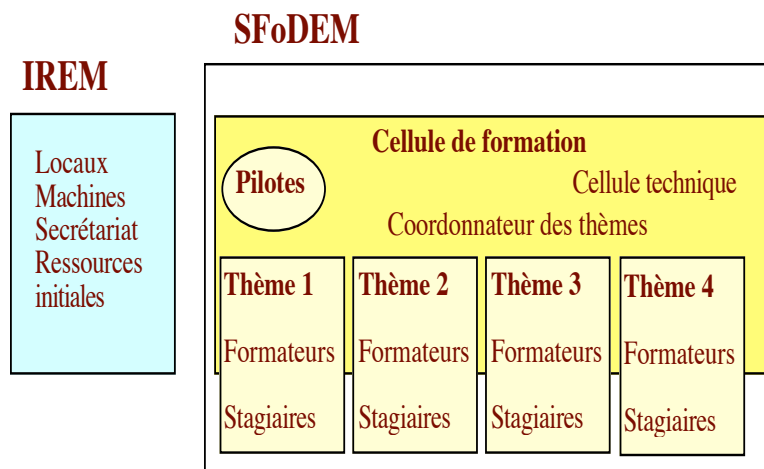 SFoDEM
IREM
Locaux
Machines
Secrétariat
Ressources
initiales
Cellule de formation
Pilotes
Cellule technique
Coordonnateur des thèmes
Thème 1
Formateurs
Stagiaires
Thème 2
Formateurs
Stagiaires
Thème 3
Formateurs
Stagiaires
Thème 4
Formateurs
Stagiaires